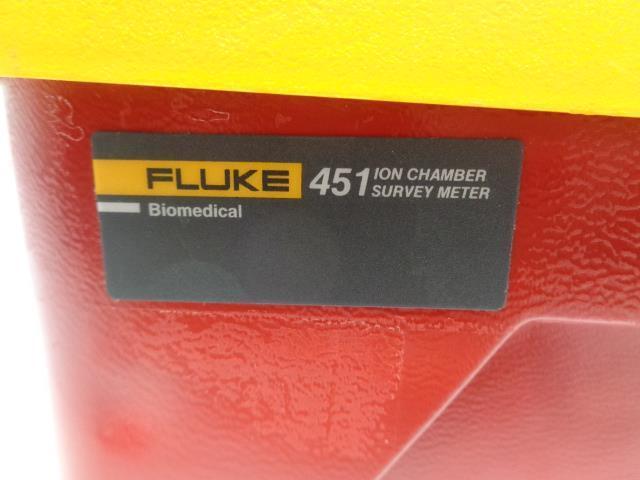 FLUKE 451 ION CHAMBER
SURVEY METER
Biomedical